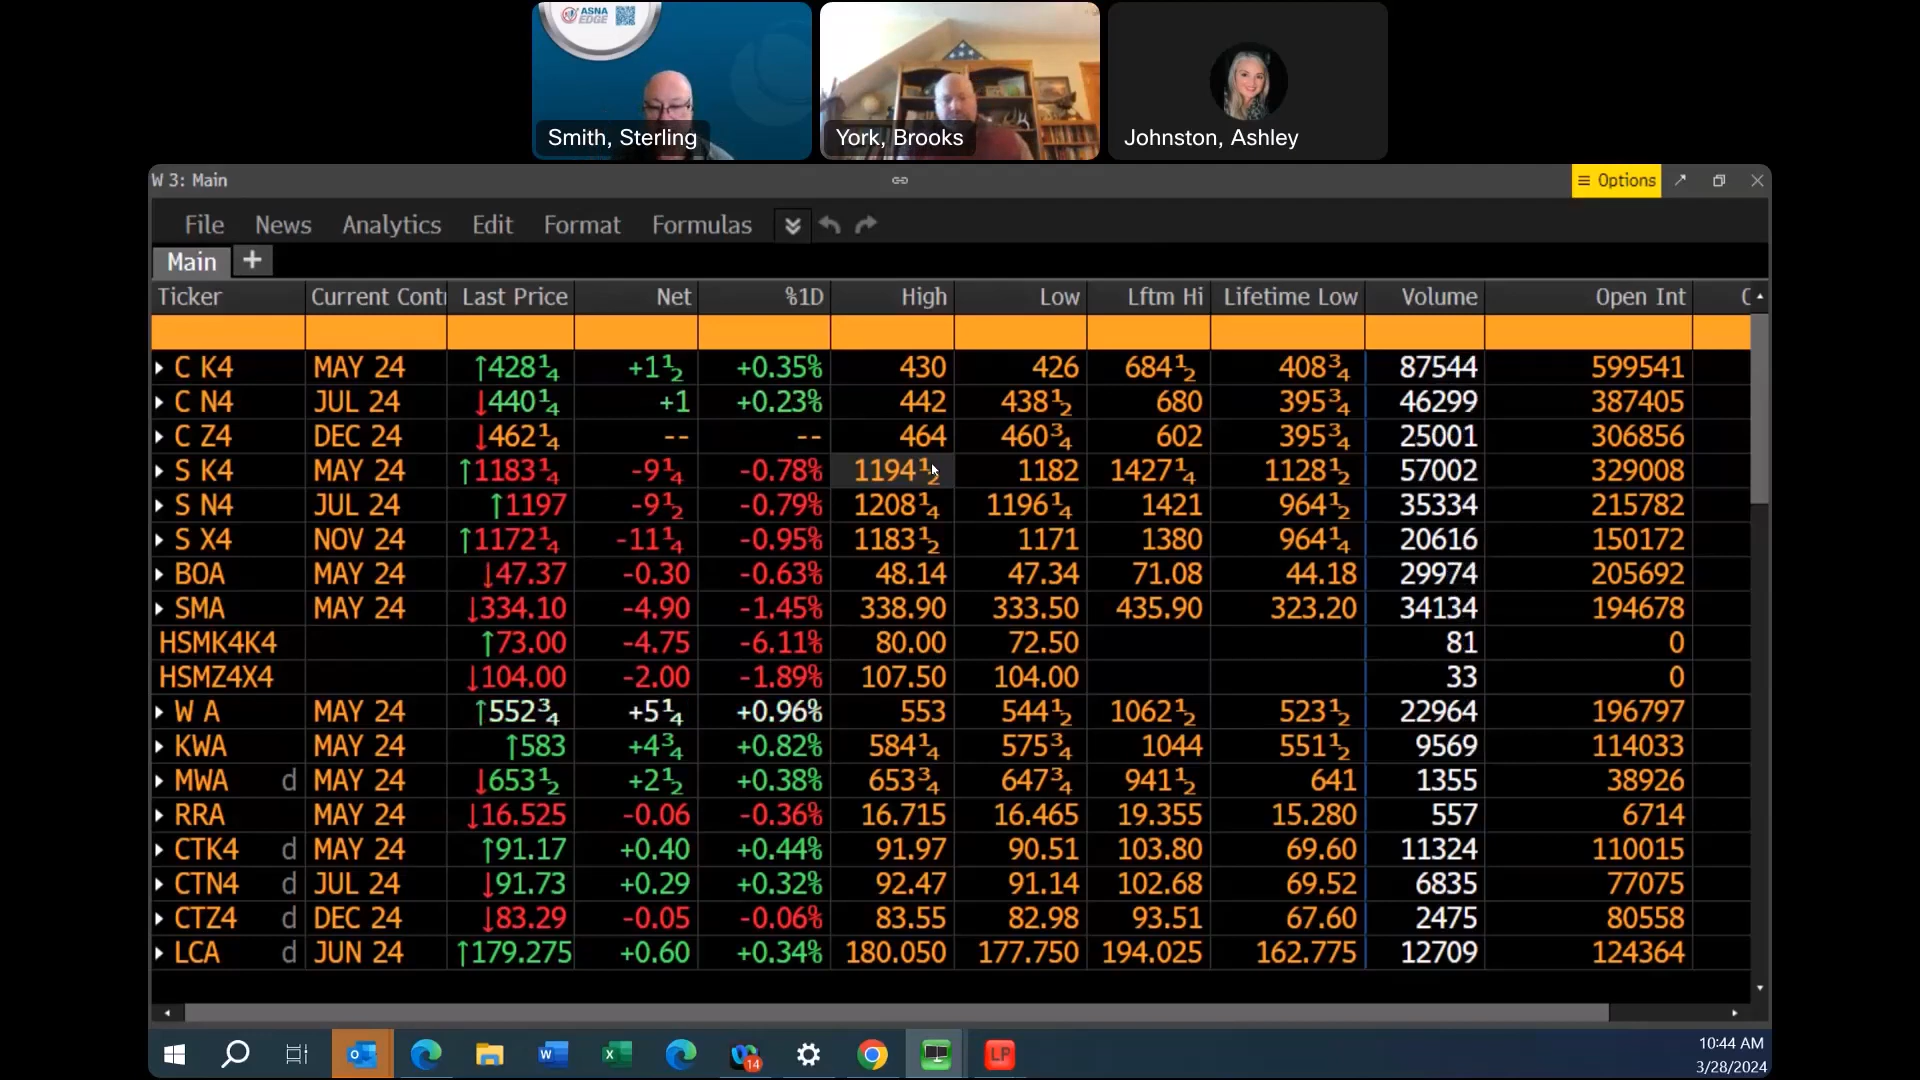 ASNA
EDGE
Smith, Sterling
York, Brooks
Johnston, Ashley
W 3: Main
Options
File News Analytics Edit Format Formulas
Main +
Ticker Current Conti Last Price Net %1D High Low Lftm Hi Lifetime Low Volume Open Int
C K4 MAY 24 ↑428¼ +1½ +0.35% 430 426 684½ 408¾ 87544 599541
C N4 JUL 24 ↓440¼ +1 +0.23% 442 438½ 680 395¾ 46299 387405
C Z4 DEC 24 ↓462¼ -- -- 464 460¾ 602 395¾ 25001 306856
S K4 MAY 24 ↑1183¼ -9¼ -0.78% 1194½ 1182 1427¼ 1128½ 57002 329008
S N4 JUL 24 ↑1197 -9½ -0.79% 1208¼ 1196¼ 1421 964½ 35334 215782
S X4 NOV 24 ↑1172¼ -11¼ -0.95% 1183½ 1171 1380 964¼ 20616 150172
BOA MAY 24 ↓47.37 -0.30 -0.63% 48.14 47.34 71.08 44.18 29974 205692
SMA MAY 24 ↓334.10 -4.90 -1.45% 338.90 333.50 435.90 323.20 34134 194678
HSMK4K4 ↑73.00 -4.75 -6.11% 80.00 72.50 81 0
HSMZ4X4 ↓104.00 -2.00 -1.89% 107.50 104.00 33 0
W A MAY 24 ↑552¾ +5¼ +0.96% 553 544½ 1062½ 523½ 22964 196797
KWA MAY 24 ↑583 +4¾ +0.82% 584¼ 575¾ 1044 551½ 9569 114033
MWA d MAY 24 ↓653½ +2½ +0.38% 653¾ 647¾ 941½ 641 1355 38926
RRA MAY 24 ↓16.525 -0.06 -0.36% 16.715 16.465 19.355 15.280 557 6714
CTK4 d MAY 24 ↑91.17 +0.40 +0.44% 91.97 90.51 103.80 69.60 11324 110015
CTN4 d JUL 24 ↓91.73 +0.29 +0.32% 92.47 91.14 102.68 69.52 6835 77075
CTZ4 d DEC 24 ↓83.29 -0.05 -0.06% 83.55 82.98 93.51 67.60 2475 80558
LCA d JUN 24 ↑179.275 +0.60 +0.34% 180.050 177.750 194.025 162.775 12709 124364
14
LP
10:44 AM
3/28/2024